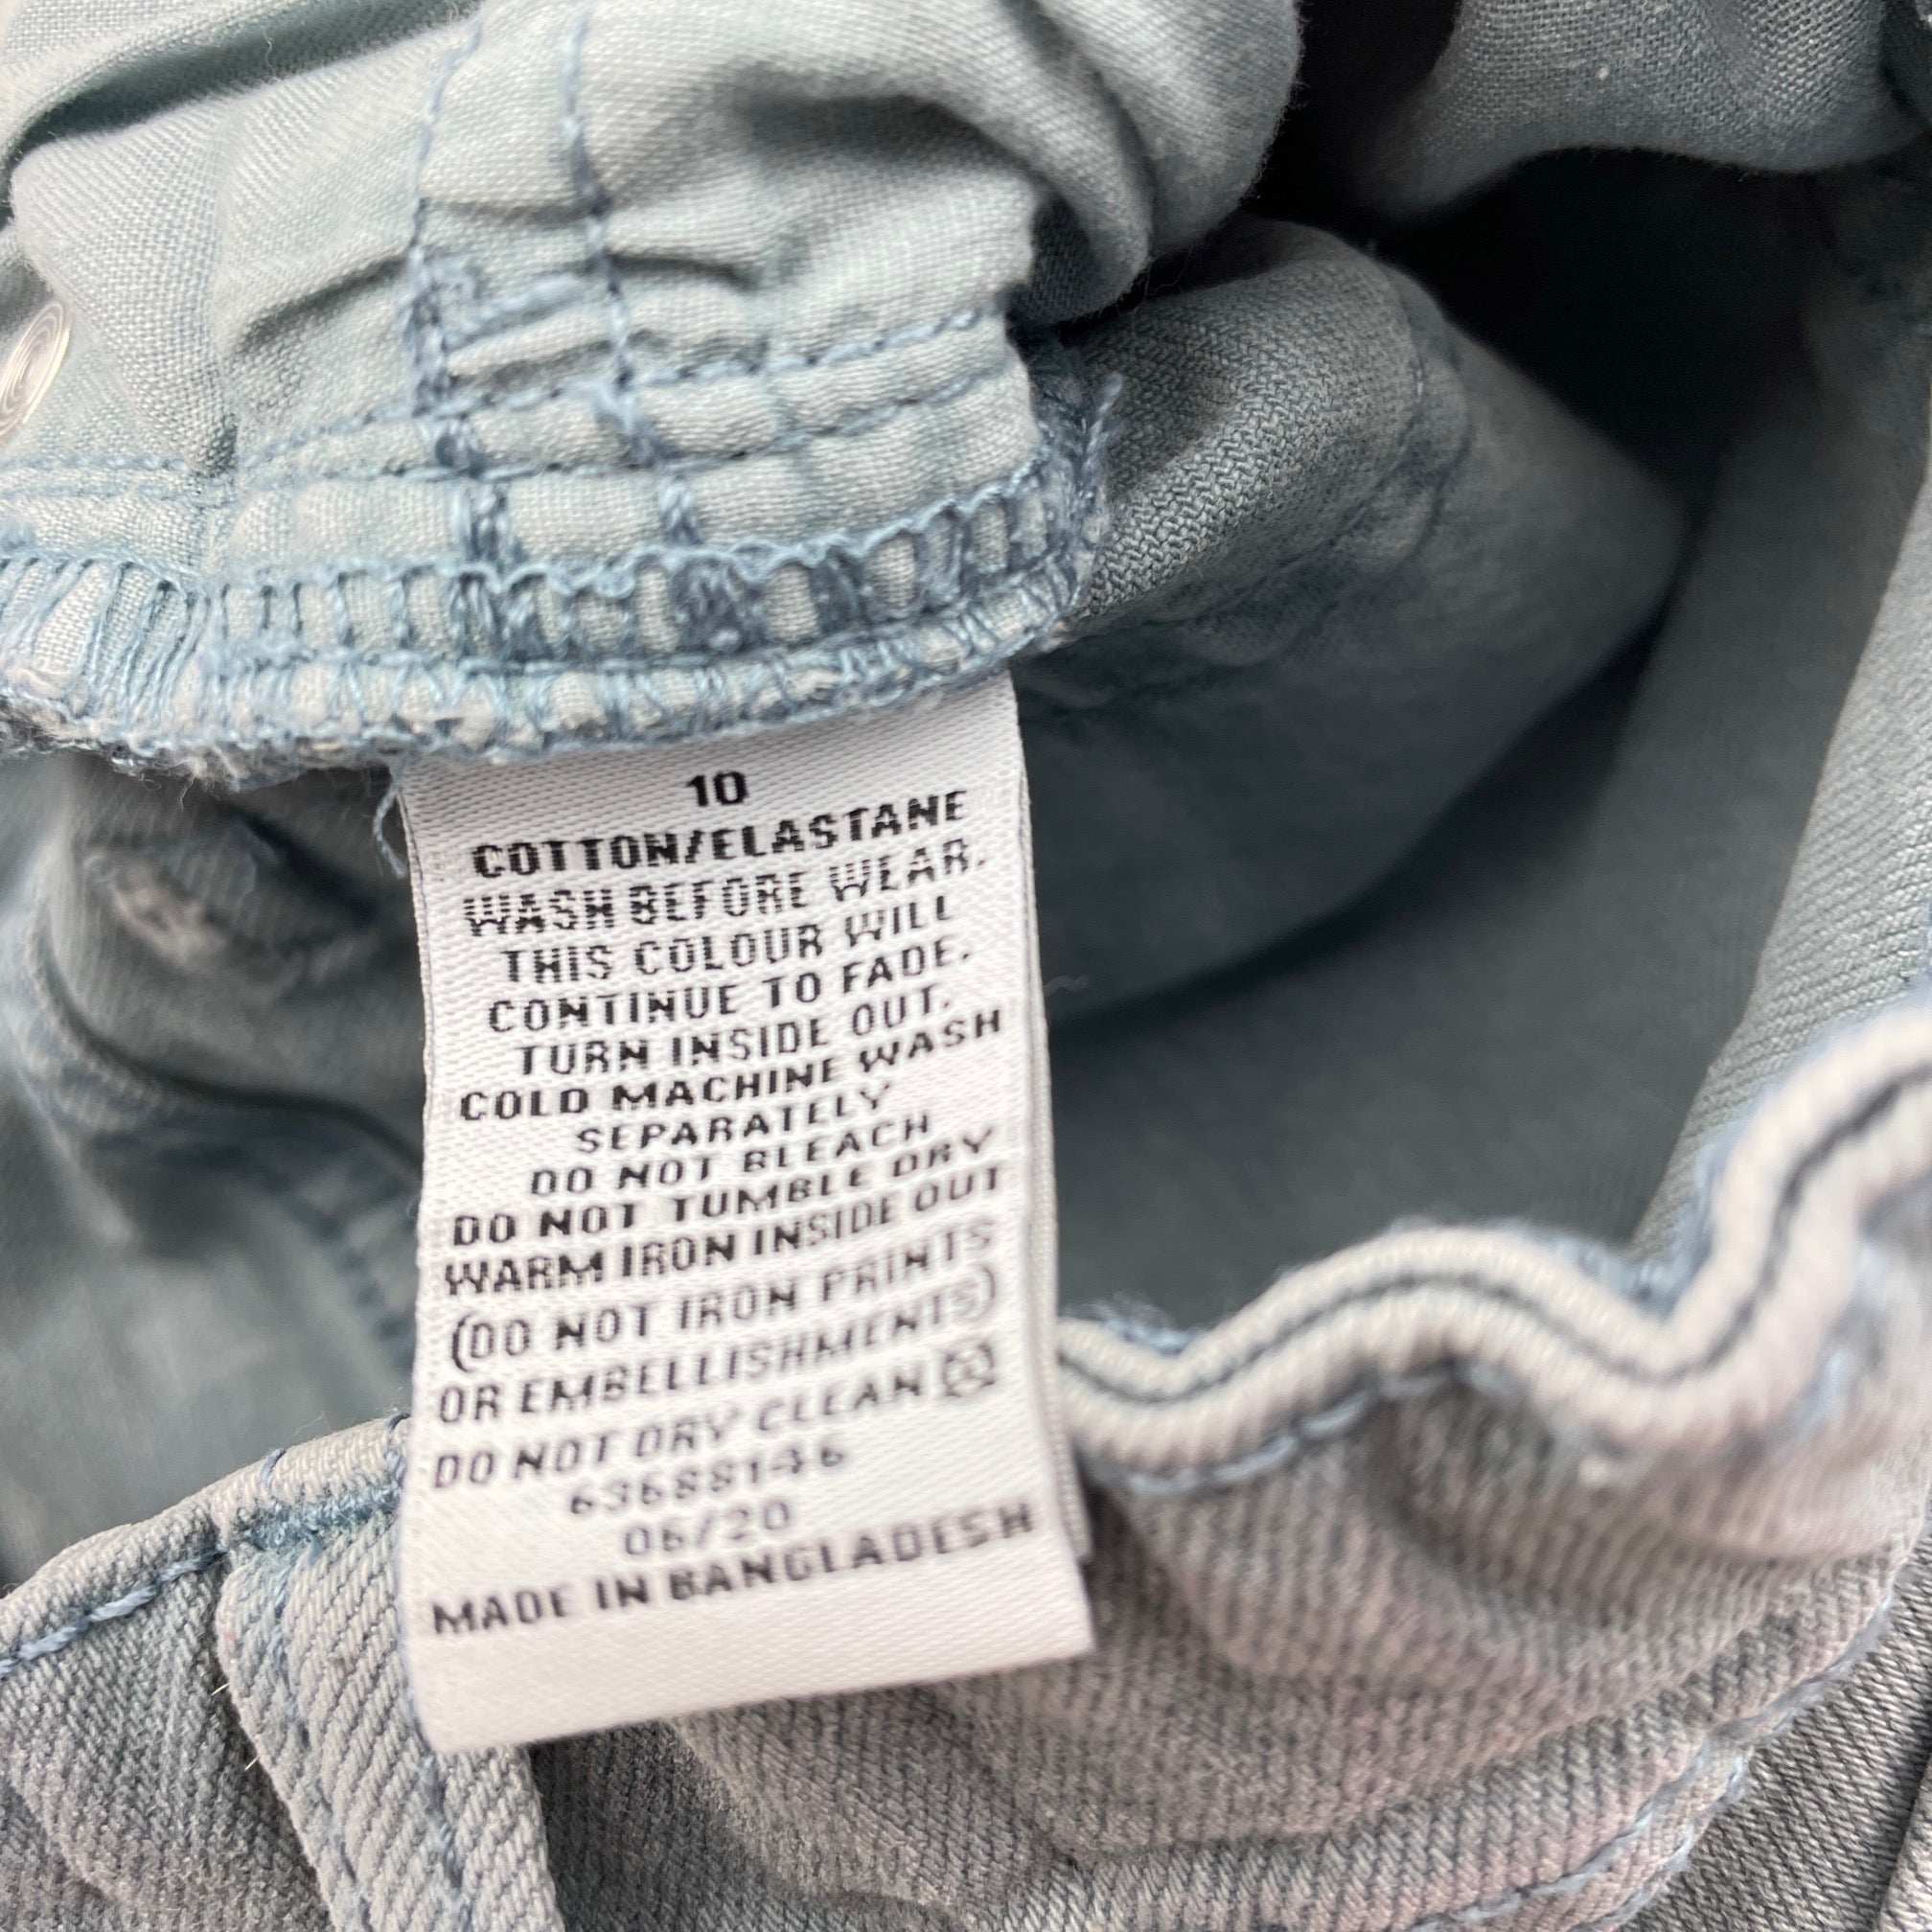 10
COTTON/ELASTANE
WASH BEFORE WEAR.
THIS COLOUR WILL
CONTINUE TO FADE.
TURN INSIDE OUT.
COLD MACHINE WASH
SEPARATELY
DO NOT BLEACH
DO NOT TUMBLE DRY
WARM IRON INSIDE OUT
(DO NOT IRON PRINTS
OR EMBELLISHMENTS)
DO NOT DRY CLEAN
63688146
06/20
MADE IN BANGLADESH